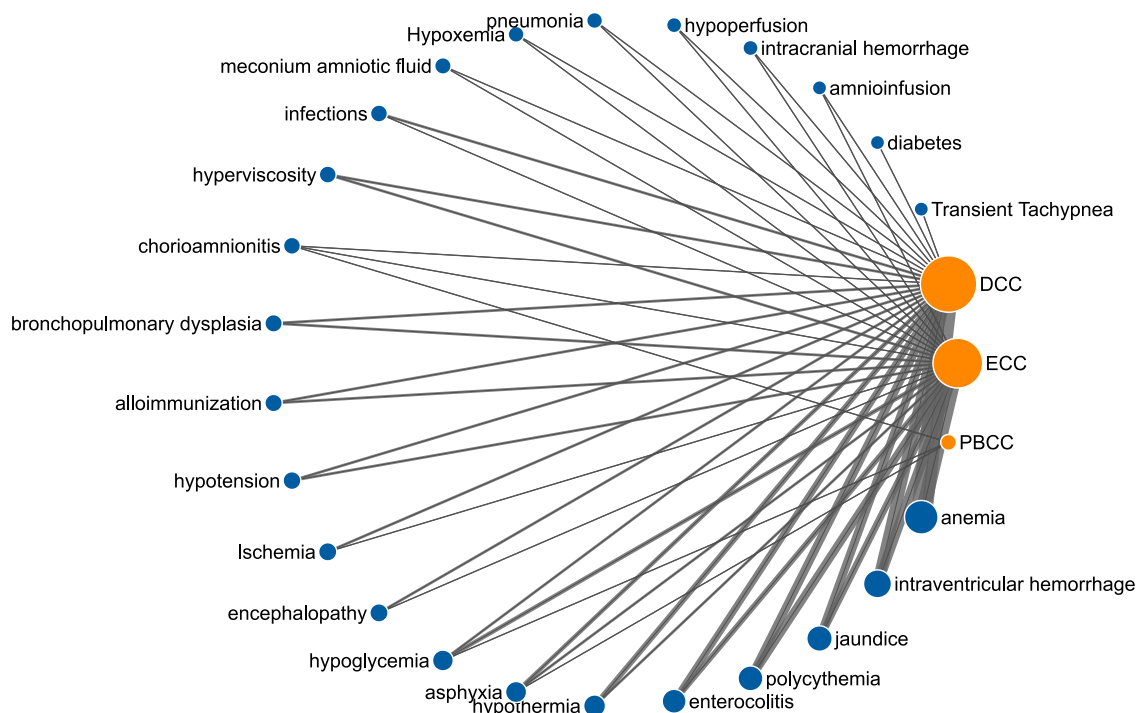 pneumonia
hypoperfusion
Hypoxemia
intracranial hemorrhage
meconium amniotic fluid
amnioinfusion
infections
diabetes
hyperviscosity
Transient Tachypnea
chorioamnionitis
DCC
bronchopulmonary dysplasia
ECC
alloimmunization
PBCC
hypotension
anemia
Ischemia
intraventricular hemorrhage
encephalopathy
jaundice
hypoglycemia
polycythemia
asphyxia
enterocolitis
hypothermia